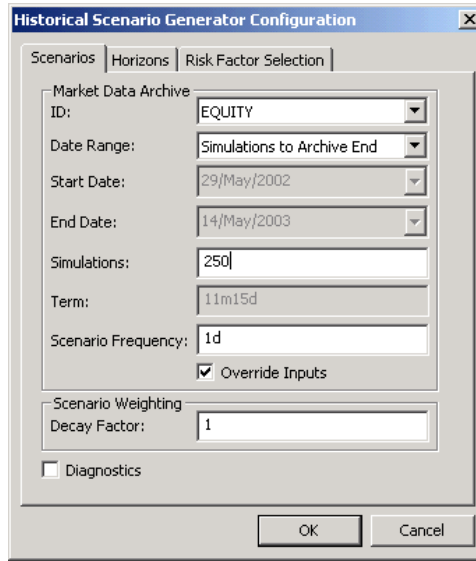 Historical Scenario Generator Configuration
Scenarios Horizons Risk Factor Selection
Market Data Archive
ID: EQUITY
Date Range: Simulations to Archive End
Start Date: 29/May/2002
End Date: 14/May/2003
Simulations: 250
Term: 11m15d
Scenario Frequency: 1d
Override Inputs
Scenario Weighting
Decay Factor: 1
Diagnostics
OK Cancel